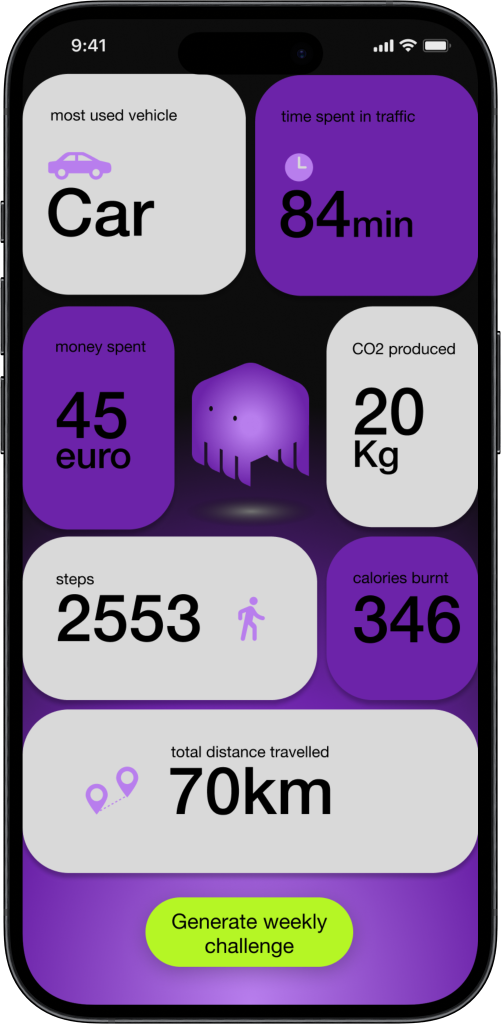 9:41
most used vehicle
Car
time spent in traffic
84min
money spent
45
euro
CO2 produced
20
Kg
steps
2553
calories burnt
346
total distance travelled
70km
Generate weekly
challenge